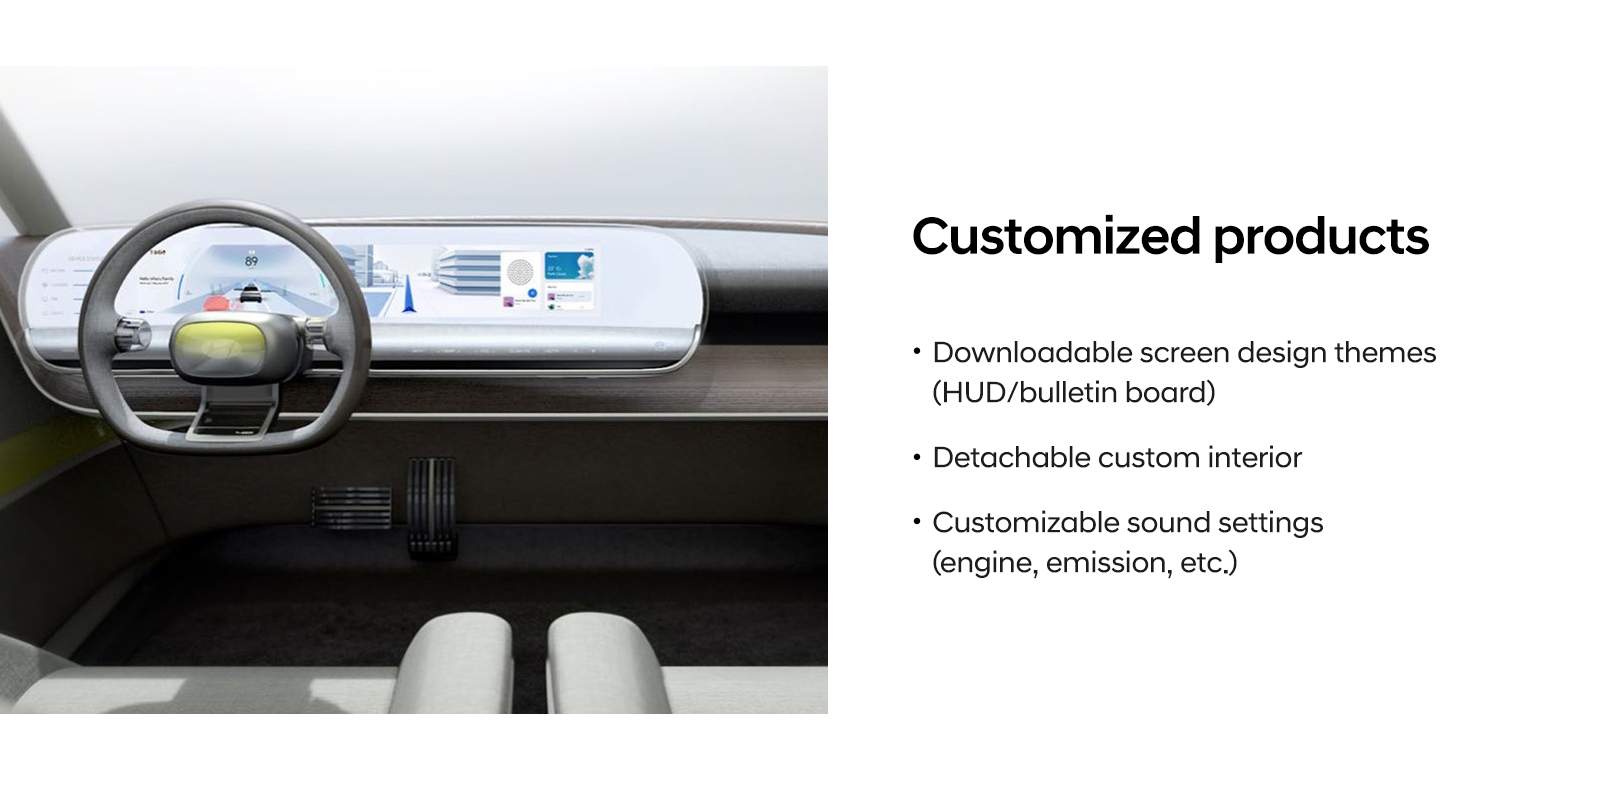 89
Customized products
• Downloadable screen design themes
(HUD/bulletin board)
• Detachable custom interior
• Customizable sound settings
(engine, emission, etc.)